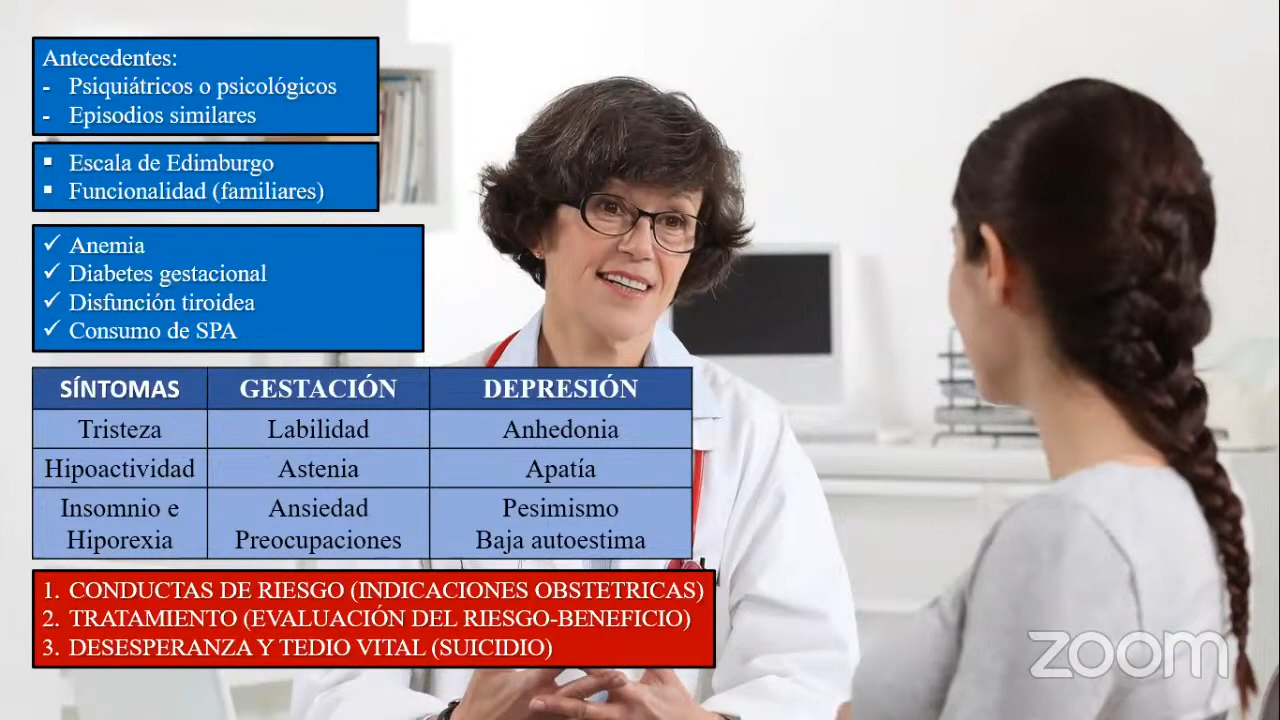 Antecedentes:
- Psiquiátricos o psicológicos
- Episodios similares
▪ Escala de Edimburgo
▪ Funcionalidad (familiares)
✓ Anemia
✓ Diabetes gestacional
✓ Disfunción tiroidea
✓ Consumo de SPA
SÍNTOMAS GESTACIÓN DEPRESIÓN
Tristeza Labilidad Anhedonia
Hipoactividad Astenia Apatía
Insomnio e Ansiedad Pesimismo
Hiporexia Preocupaciones Baja autoestima
1. CONDUCTAS DE RIESGO (INDICACIONES OBSTETRICAS)
2. TRATAMIENTO (EVALUACIÓN DEL RIESGO-BENEFICIO)
3. DESESPERANZA Y TEDIO VITAL (SUICIDIO)
zoom